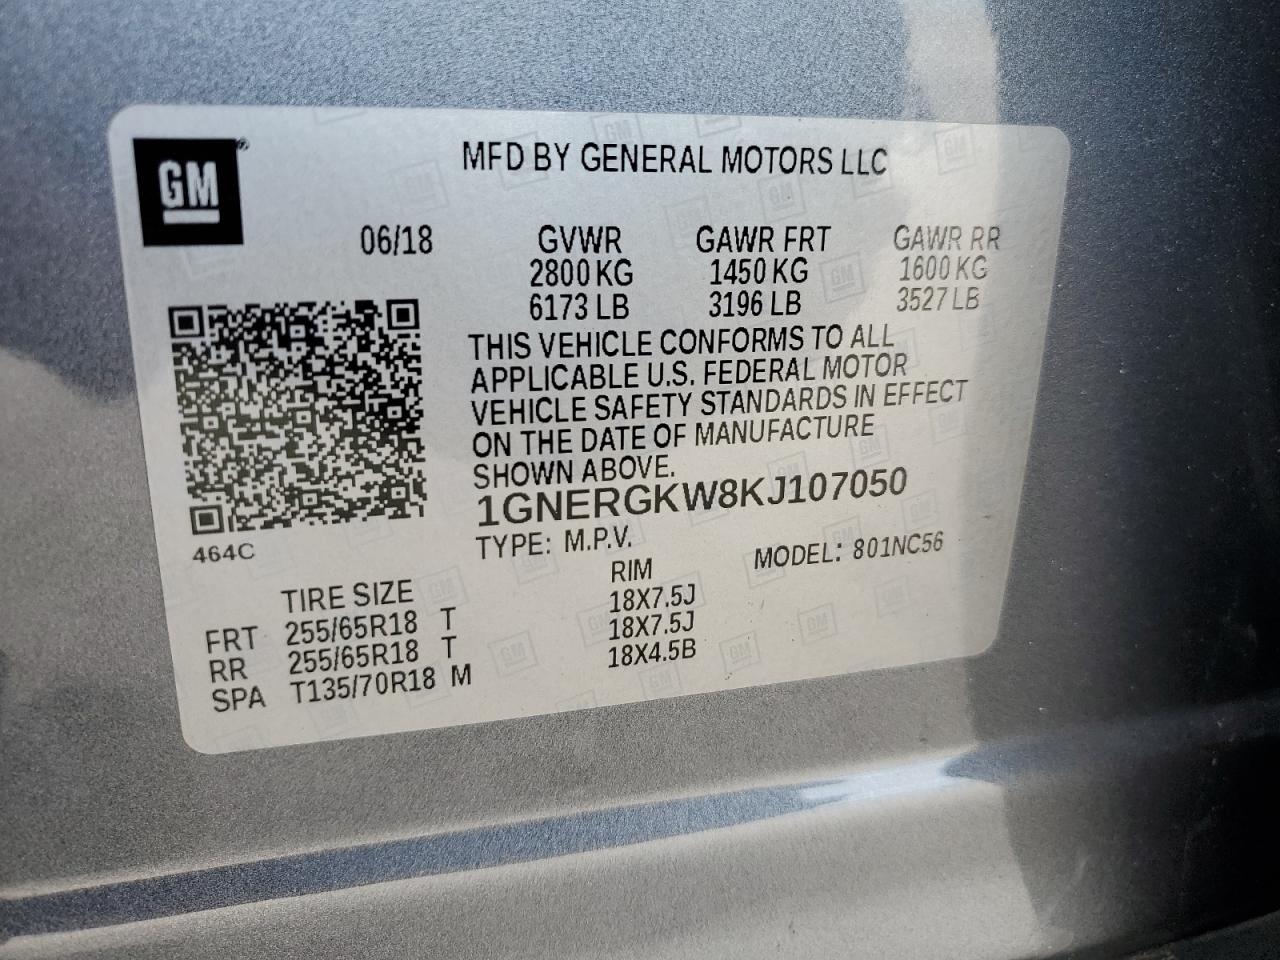 GM®
MFD BY GENERAL MOTORS LLC
06/18 GVWR GAWR FRT GAWR RR
2800 KG 1450 KG 1600 KG
6173 LB 3196 LB 3527 LB
THIS VEHICLE CONFORMS TO ALL
APPLICABLE U.S. FEDERAL MOTOR
VEHICLE SAFETY STANDARDS IN EFFECT
ON THE DATE OF MANUFACTURE
SHOWN ABOVE.
1GNERGKW8KJ107050
464C
TYPE: M.P.V. MODEL: 801NC56
TIRE SIZE RIM
FRT 255/65R18 T 18X7.5J
RR 255/65R18 T 18X7.5J
SPA T135/70R18 M 18X4.5B